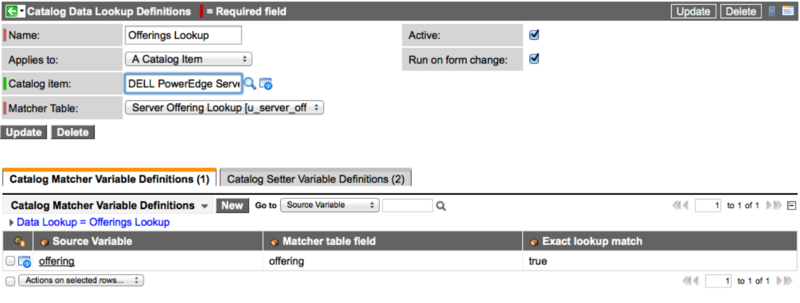 Catalog Data Lookup Definitions = Required field Update Delete
Name: Offerings Lookup Active:
Applies to: A Catalog Item Run on form change:
Catalog item: DELL PowerEdge Serve
Matcher Table: Server Offering Lookup [u_server_off
Update Delete
Catalog Matcher Variable Definitions (1) Catalog Setter Variable Definitions (2)
Catalog Matcher Variable Definitions New Go to Source Variable 1 to 1 of 1
Data Lookup = Offerings Lookup
Source Variable Matcher table field Exact lookup match
offering offering true
Actions on selected rows... 1 to 1 of 1